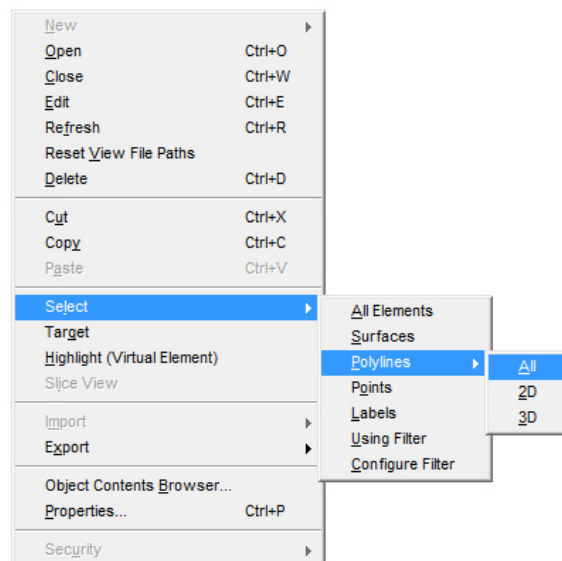 New
Open Ctrl+O
Close Ctrl+W
Edit Ctrl+E
Refresh Ctrl+R
Reset View File Paths
Delete Ctrl+D
Cut Ctrl+X
Copy Ctrl+C
Paste Ctrl+V
Select
Target
Highlight (Virtual Element)
Slice View
Import
Export
Object Contents Browser...
Properties... Ctrl+P
Security
All Elements
Surfaces
Polylines
Points
Labels
Using Filter
Configure Filter
All
2D
3D